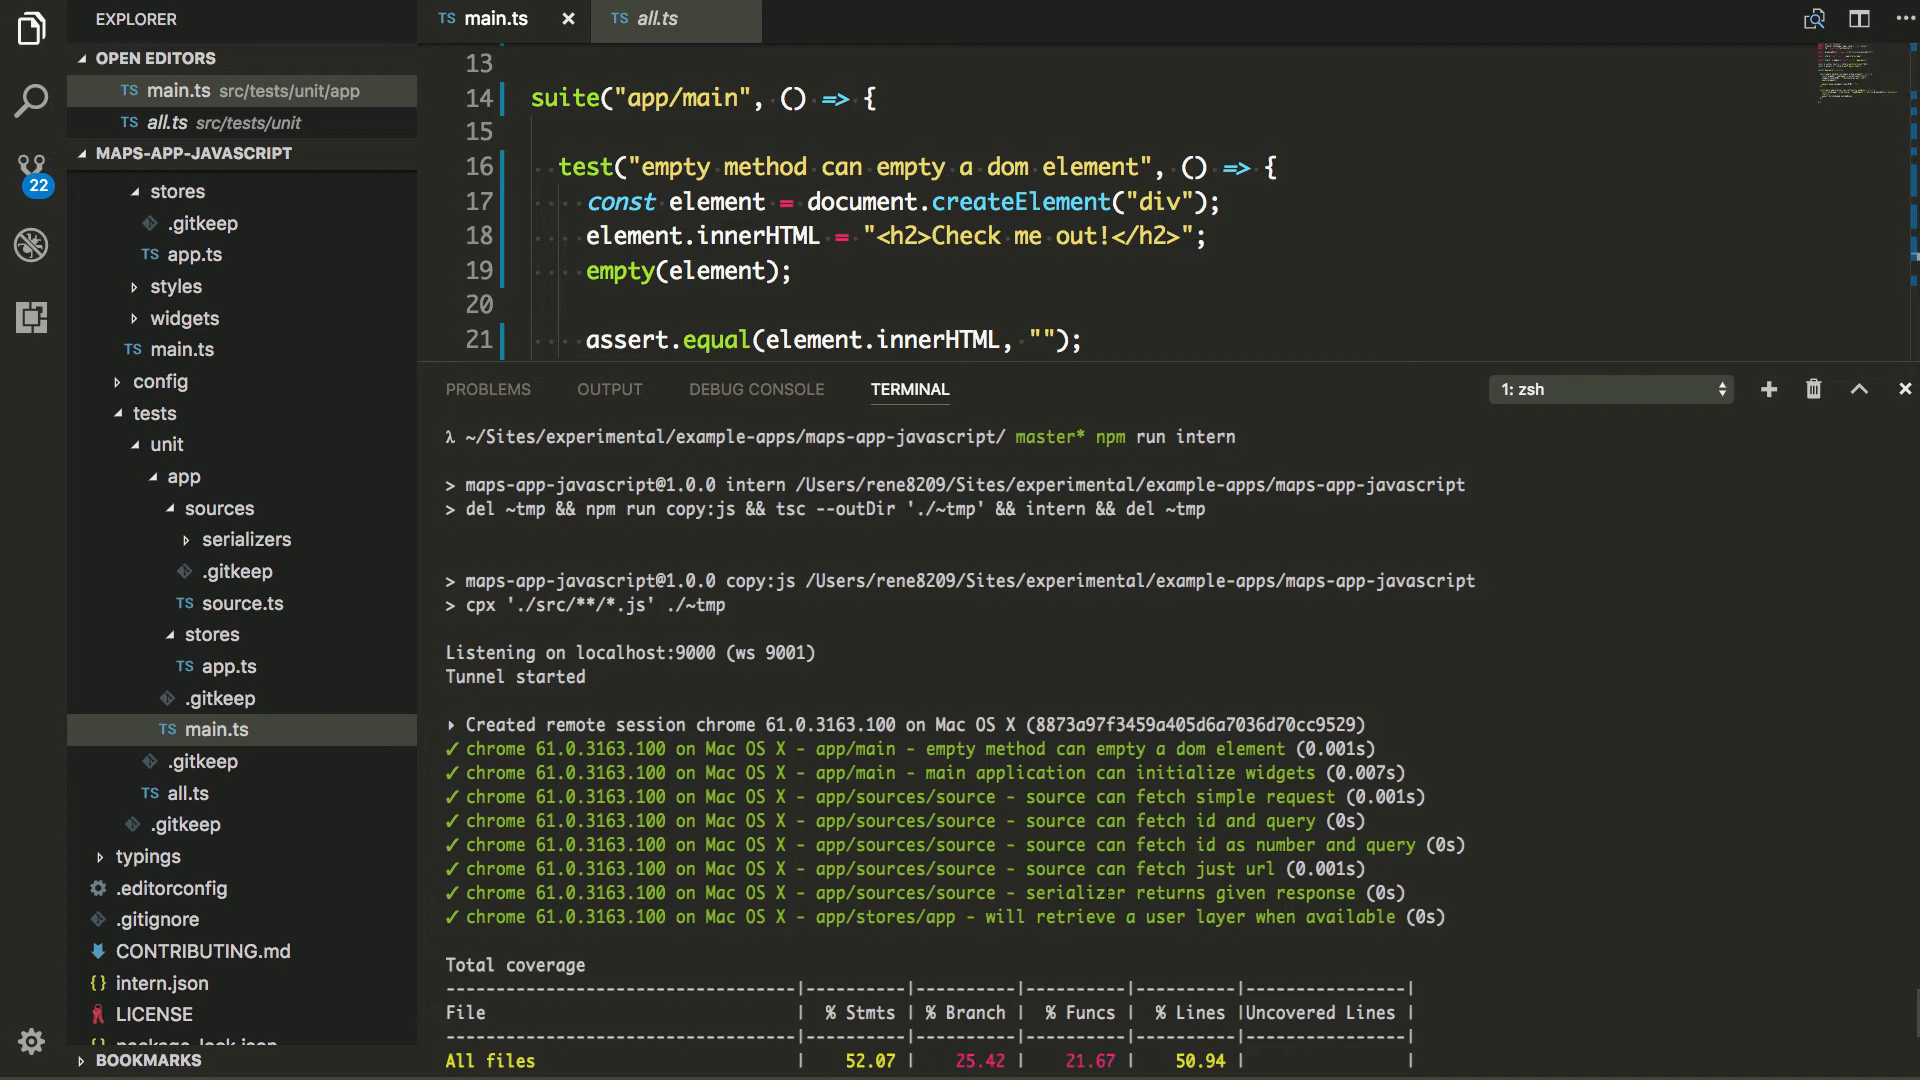 EXPLORER
OPEN EDITORS
TS main.ts src/tests/unit/app
TS all.ts src/tests/unit
MAPS-APP-JAVASCRIPT
22
stores
.gitkeep
TS app.ts
styles
widgets
TS main.ts
config
tests
unit
app
sources
serializers
.gitkeep
TS source.ts
stores
TS app.ts
.gitkeep
TS main.ts
.gitkeep
TS all.ts
.gitkeep
typings
.editorconfig
.gitignore
CONTRIBUTING.md
{} intern.json
LICENSE
{} package-lock.json
BOOKMARKS
TS main.ts ×
TS all.ts
13
14 suite("app/main", () => {
15
16 test("empty method can empty a dom element", () => {
17 const element = document.createElement("div");
18 element.innerHTML = "<h2>Check me out!</h2>";
19 empty(element);
20
21 assert.equal(element.innerHTML, "");
PROBLEMS OUTPUT DEBUG CONSOLE TERMINAL 1: zsh
λ ~/Sites/experimental/example-apps/maps-app-javascript/ master* npm run intern
> maps-app-javascript@1.0.0 intern /Users/rene8209/Sites/experimental/example-apps/maps-app-javascript
> del ~tmp && npm run copy:js && tsc --outDir './~tmp' && intern && del ~tmp
> maps-app-javascript@1.0.0 copy:js /Users/rene8209/Sites/experimental/example-apps/maps-app-javascript
> cpx './src/**/*.js' ./~tmp
Listening on localhost:9000 (ws 9001)
Tunnel started
‣ Created remote session chrome 61.0.3163.100 on Mac OS X (8873a97f3459a405d6a7036d70cc9529)
✓ chrome 61.0.3163.100 on Mac OS X - app/main - empty method can empty a dom element (0.001s)
✓ chrome 61.0.3163.100 on Mac OS X - app/main - main application can initialize widgets (0.007s)
✓ chrome 61.0.3163.100 on Mac OS X - app/sources/source - source can fetch simple request (0.001s)
✓ chrome 61.0.3163.100 on Mac OS X - app/sources/source - source can fetch id and query (0s)
✓ chrome 61.0.3163.100 on Mac OS X - app/sources/source - source can fetch id as number and query (0s)
✓ chrome 61.0.3163.100 on Mac OS X - app/sources/source - source can fetch just url (0.001s)
✓ chrome 61.0.3163.100 on Mac OS X - app/sources/source - serializer returns given response (0s)
✓ chrome 61.0.3163.100 on Mac OS X - app/stores/app - will retrieve a user layer when available (0s)
Total coverage
-----------------------------------|----------|----------|----------|----------|----------------|
File | % Stmts | % Branch | % Funcs | % Lines |Uncovered Lines |
-----------------------------------|----------|----------|----------|----------|----------------|
All files | 52.07 | 25.42 | 21.67 | 50.94 | |